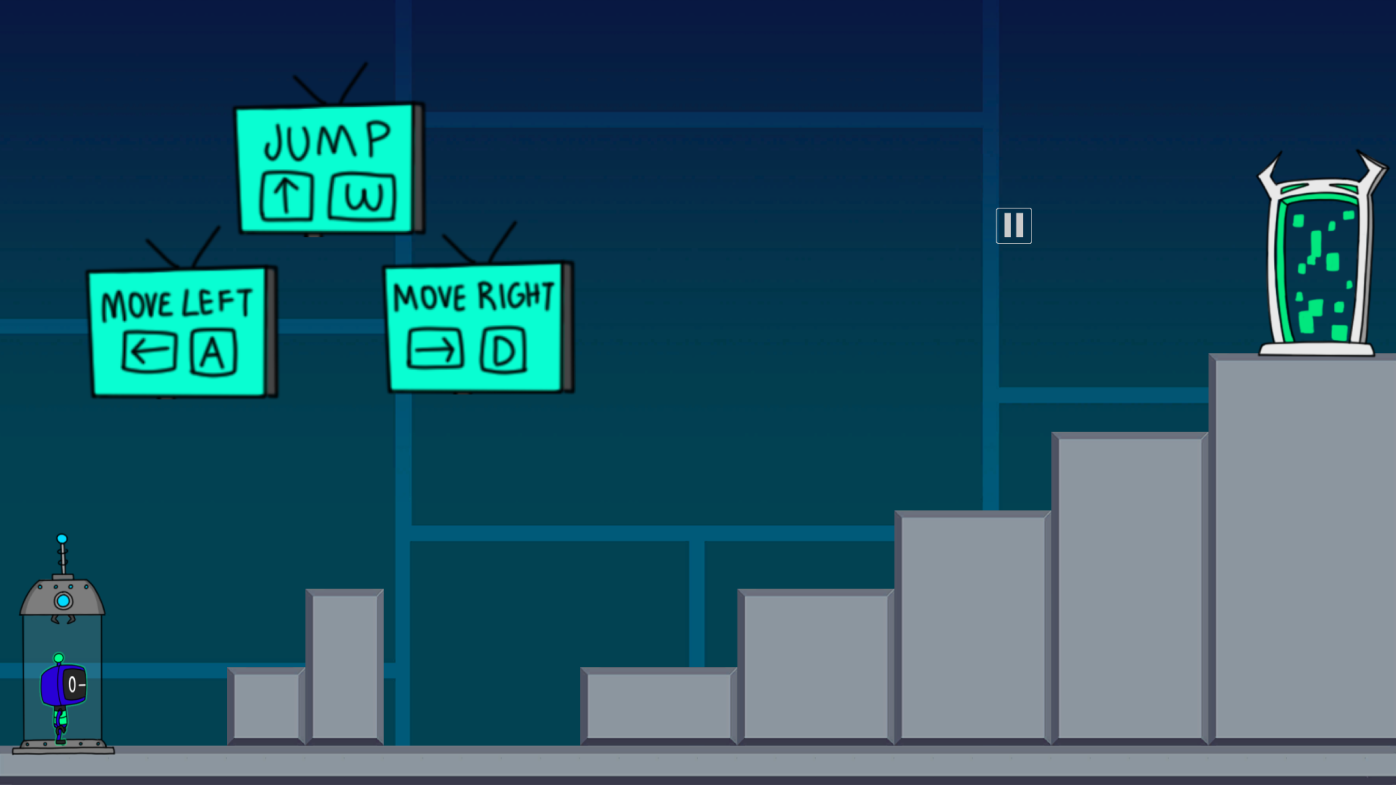 JUMP
↑ W
MOVE LEFT
← A
MOVE RIGHT
→ D